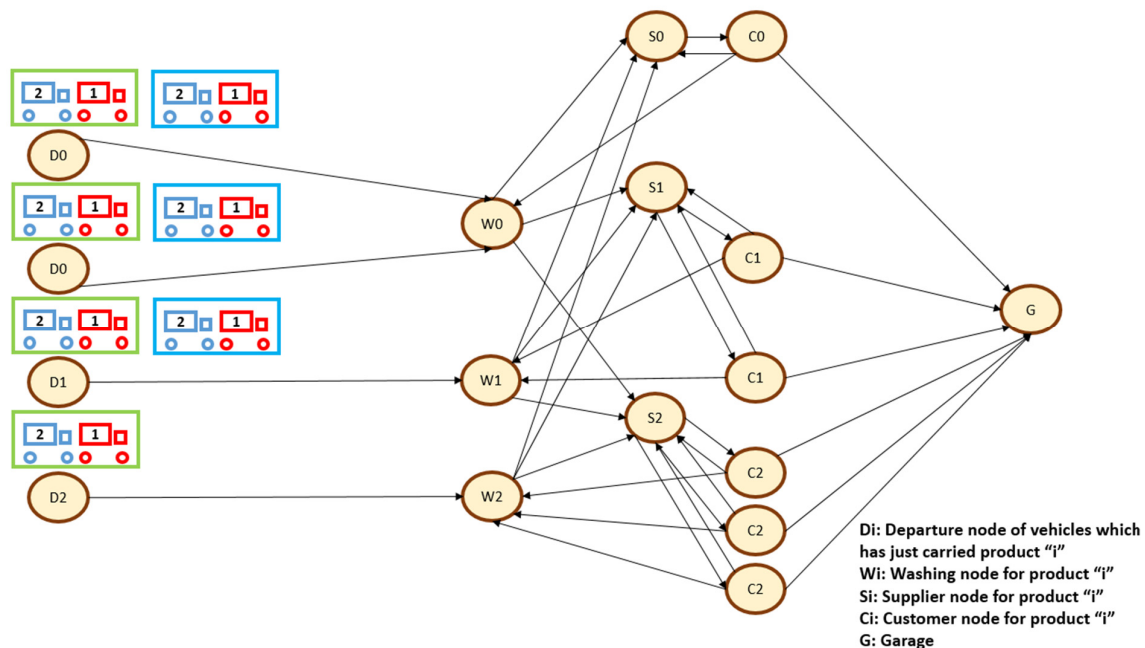 S0
C0
2 1
2 1
D0
2 1
2 1
S1
W0
C1
D0
2 1
2 1
G
D1
W1
C1
2 1
S2
C2
D2
W2
C2
C2
Di: Departure node of vehicles which
has just carried product “i”
Wi: Washing node for product “i”
Si: Supplier node for product “i”
Ci: Customer node for product “i”
G: Garage